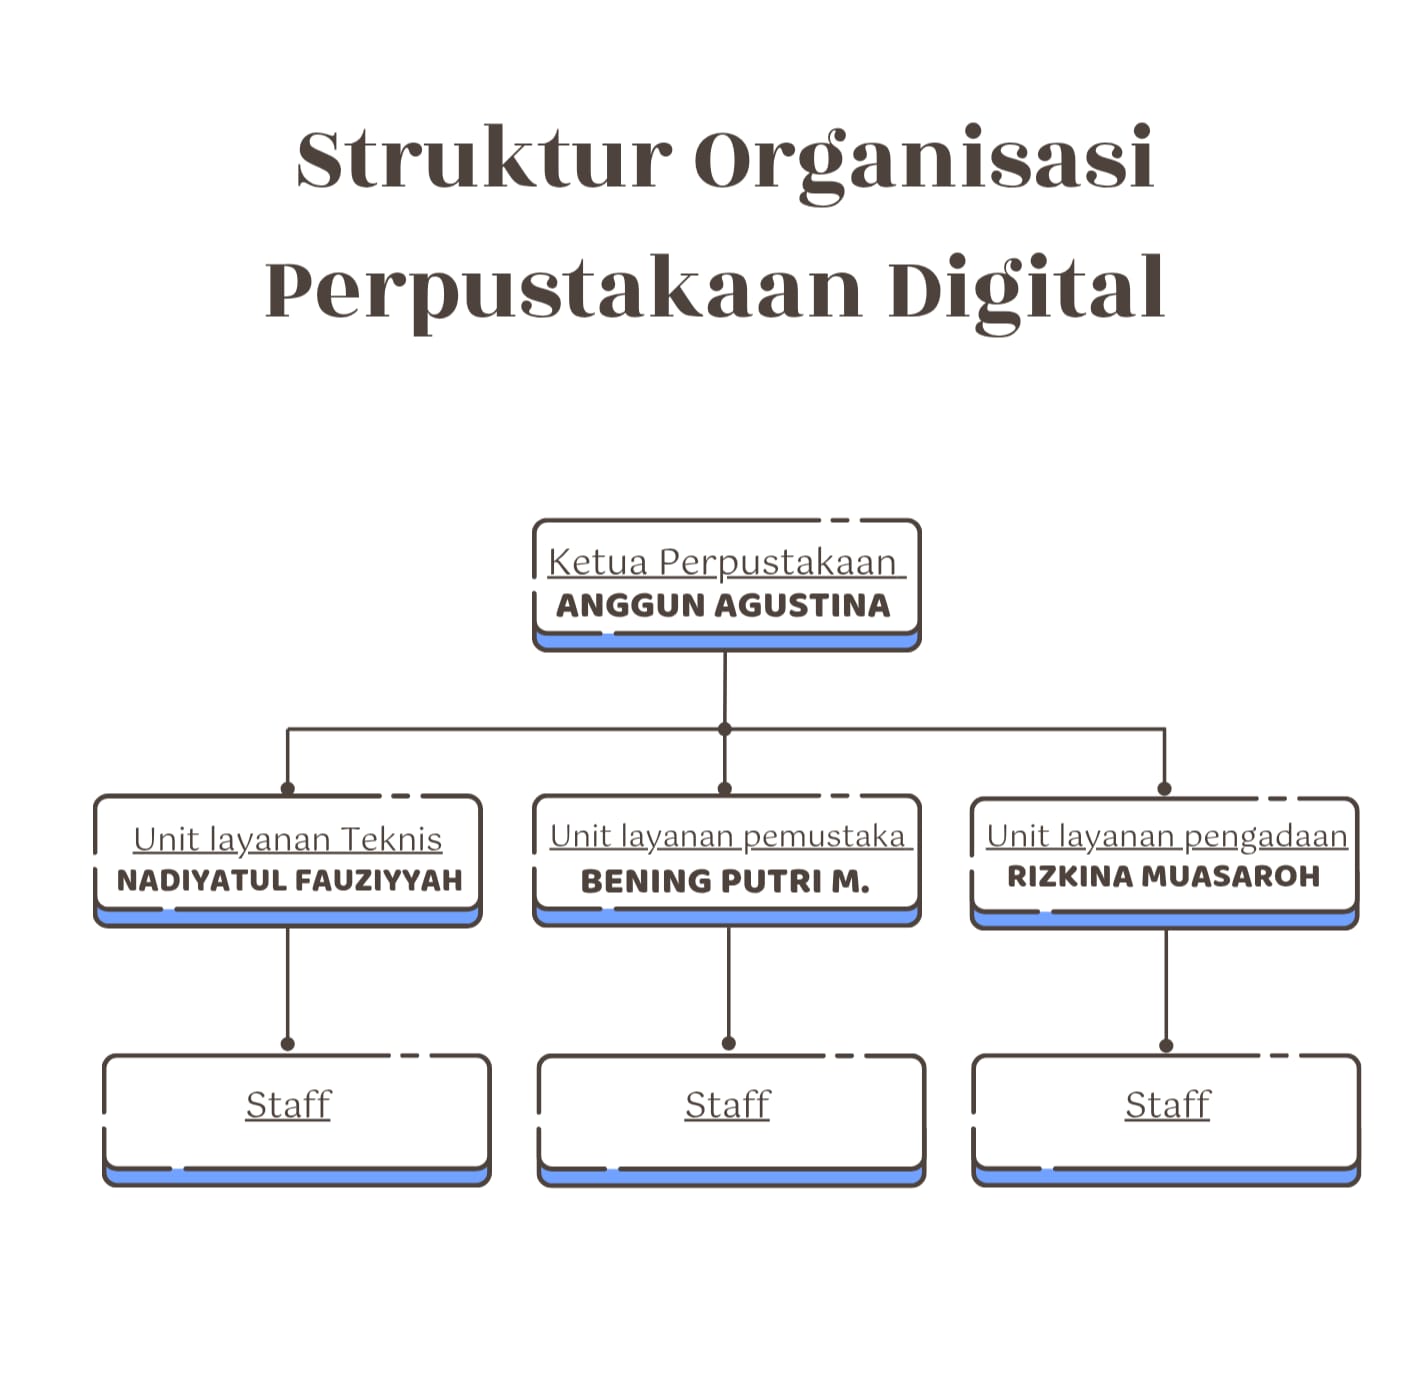 Struktur Organisasi
Perpustakaan Digital
Ketua Perpustakaan
ANGGUN AGUSTINA
Unit layanan Teknis
NADIYATUL FAUZIYYAH
Unit layanan pemustaka
BENING PUTRI M.
Unit layanan pengadaan
RIZKINA MUASAROH
Staff
Staff
Staff